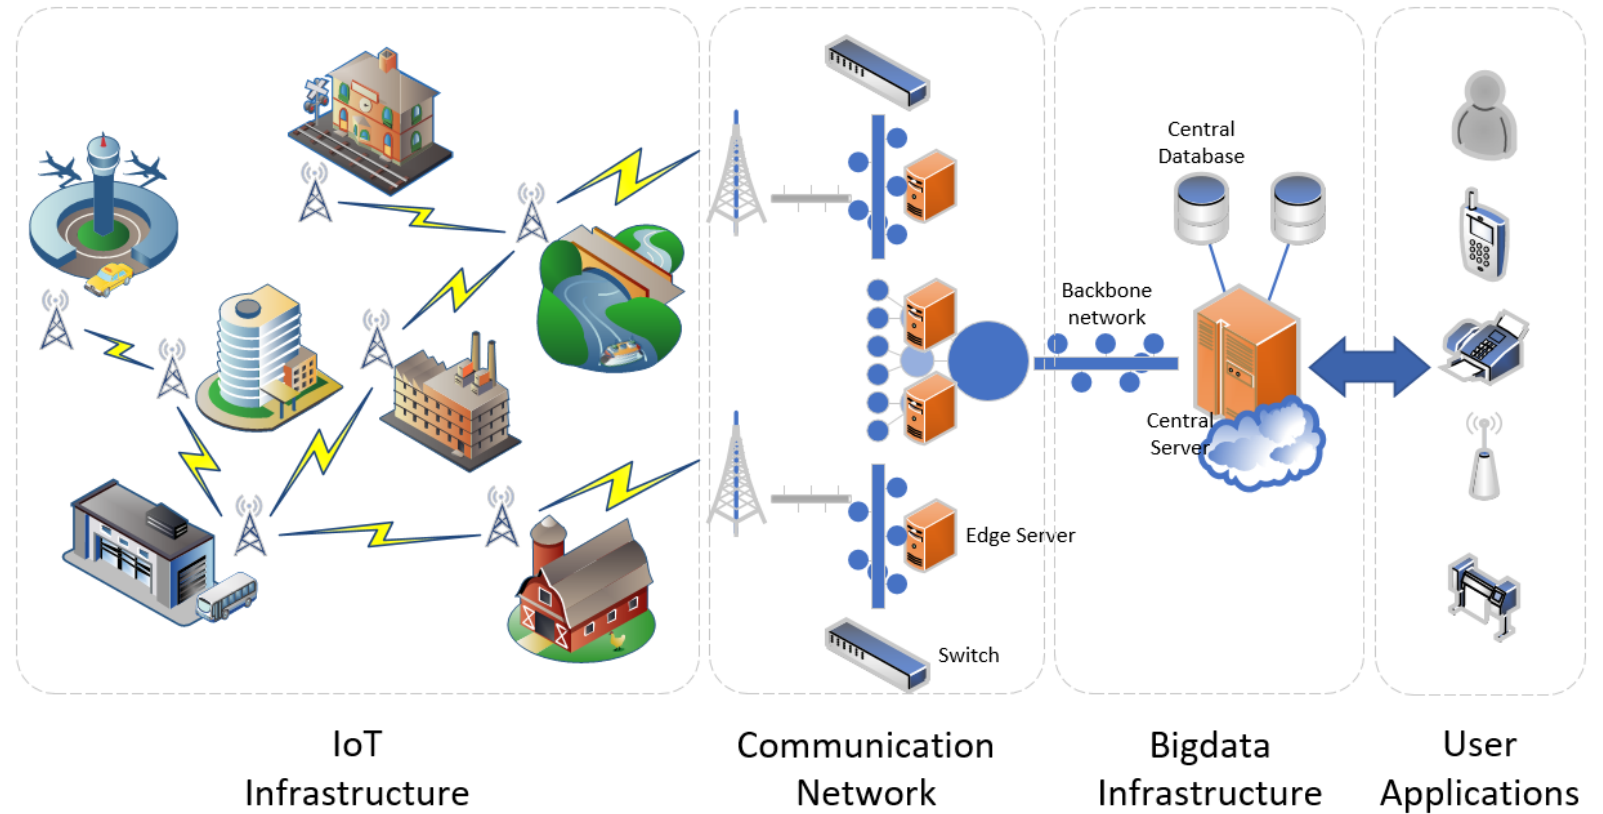 Central
Database
Backbone
network
Central
Server
Edge Server
Switch
IoT
Infrastructure
Communication
Network
Bigdata
Infrastructure
User
Applications